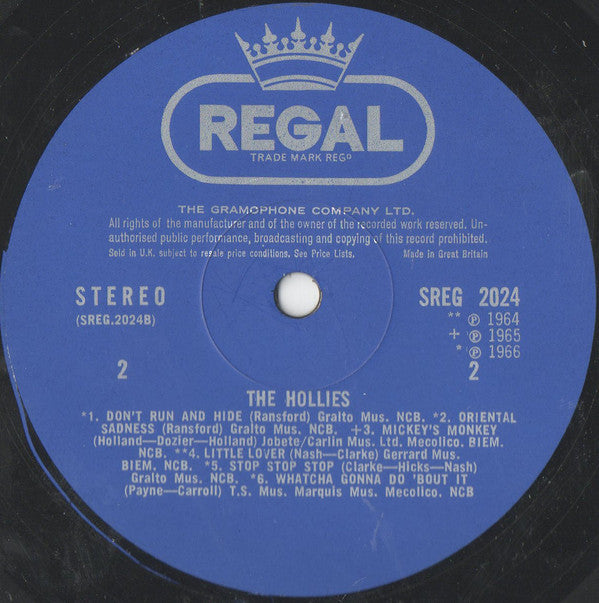 REGAL
TRADE MARK REGD
THE GRAMOPHONE COMPANY LTD.
All rights of the manufacturer and of the owner of the recorded work reserved. Un-
authorised public performance, broadcasting and copying of this record prohibited.
Sold in U.K. subject to resale price conditions. See Price Lists. Made in Great Britain
STEREO SREG 2024
(SREG.2024B) ** ℗ 1964
+ ℗ 1965
* ℗ 1966
2 2
THE HOLLIES
*1. DON'T RUN AND HIDE (Ransford) Gralto Mus. NCB. *2. ORIENTAL
SADNESS (Ransford) Gralto Mus. NCB. +3. MICKEY'S MONKEY
(Holland—Dozier—Holland) Jobete/Carlin Mus. Ltd. Mecolico. BIEM.
NCB. **4. LITTLE LOVER (Nash—Clarke) Gerrard Mus.
BIEM. NCB. *5. STOP STOP STOP (Clarke—Hicks—Nash)
Gralto Mus. NCB. *6. WHATCHA GONNA DO 'BOUT IT
(Payne—Carroll) T.S. Mus. Marquis Mus. Mecolico. NCB